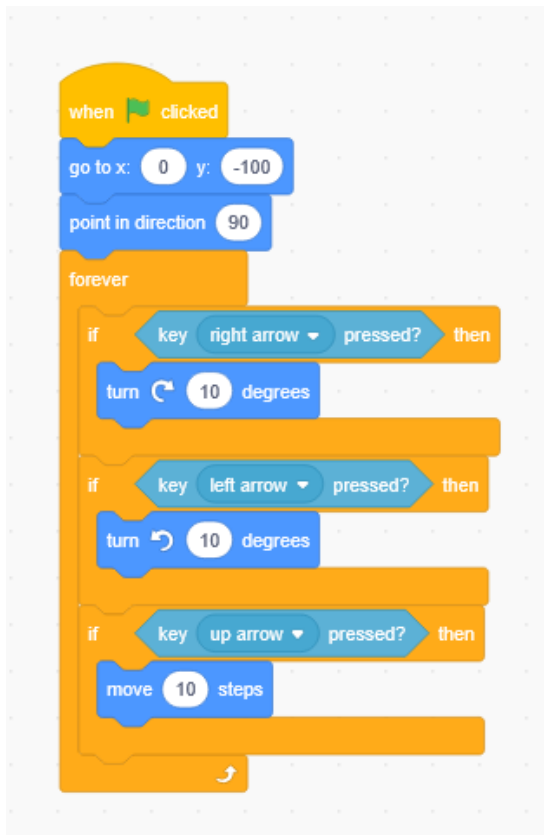 when clicked
go to x: 0 y: -100
point in direction 90
forever
if key right arrow pressed? then
turn 10 degrees
if key left arrow pressed? then
turn 10 degrees
if key up arrow pressed? then
move 10 steps